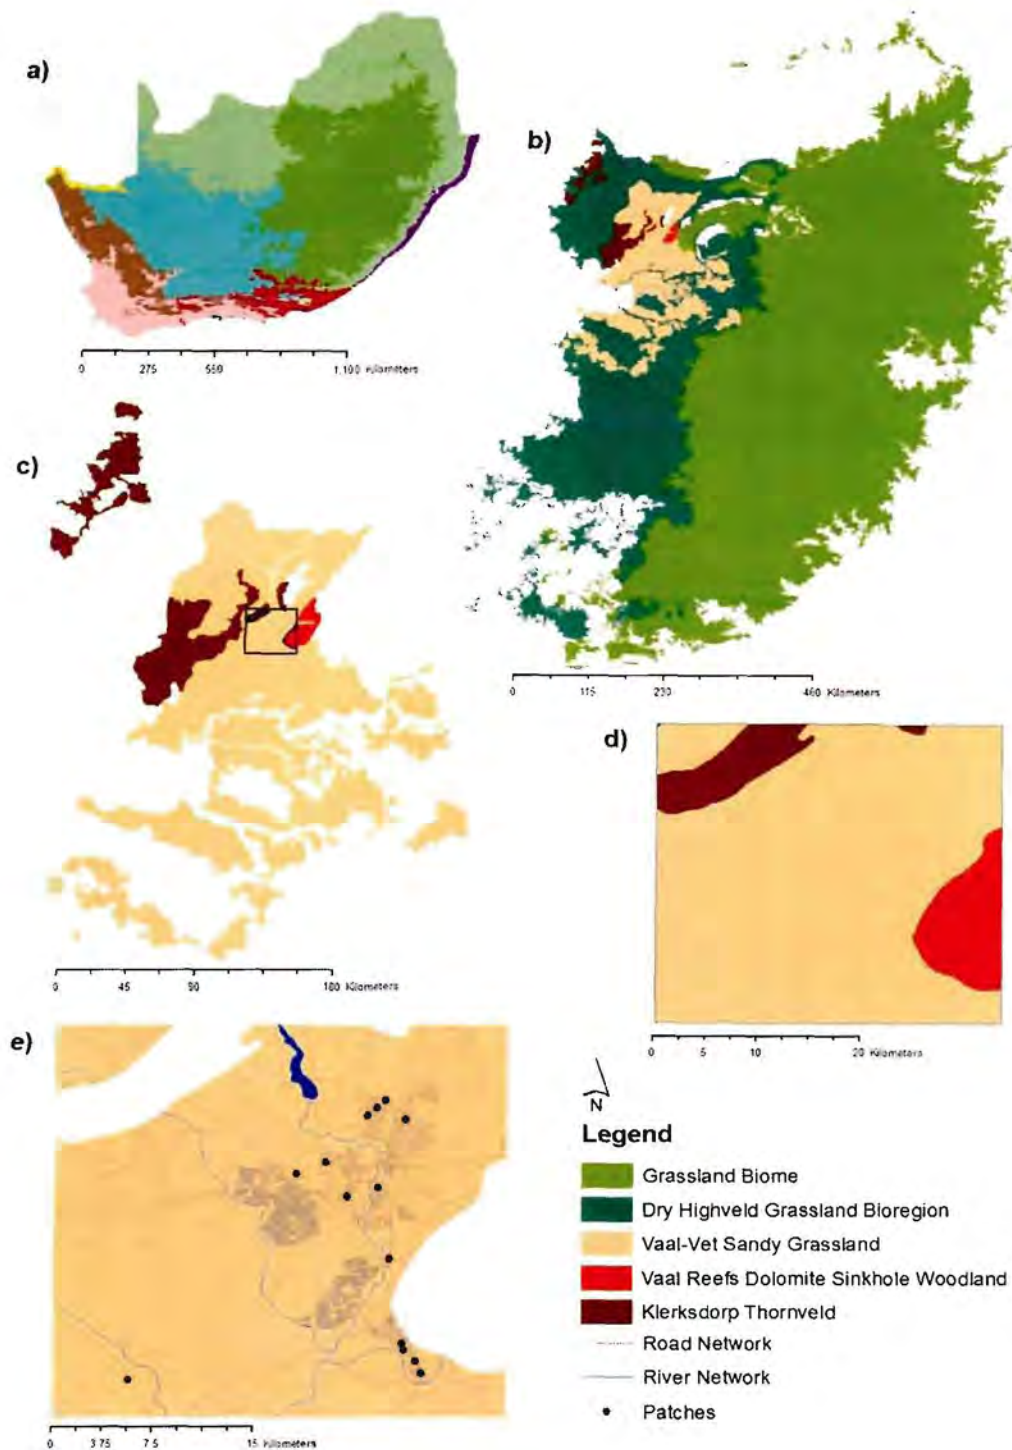 a)
0 275 550 1,100 Kilometers
b)
0 115 230 460 Kilometers
c)
0 45 90 180 Kilometers
d)
0 5 10 20 Kilometers
e)
0 3.75 7.5 15 Kilometers
N
Legend
Grassland Biome
Dry Highveld Grassland Bioregion
Vaal-Vet Sandy Grassland
Vaal Reefs Dolomite Sinkhole Woodland
Klerksdorp Thornveld
Road Network
River Network
Patches